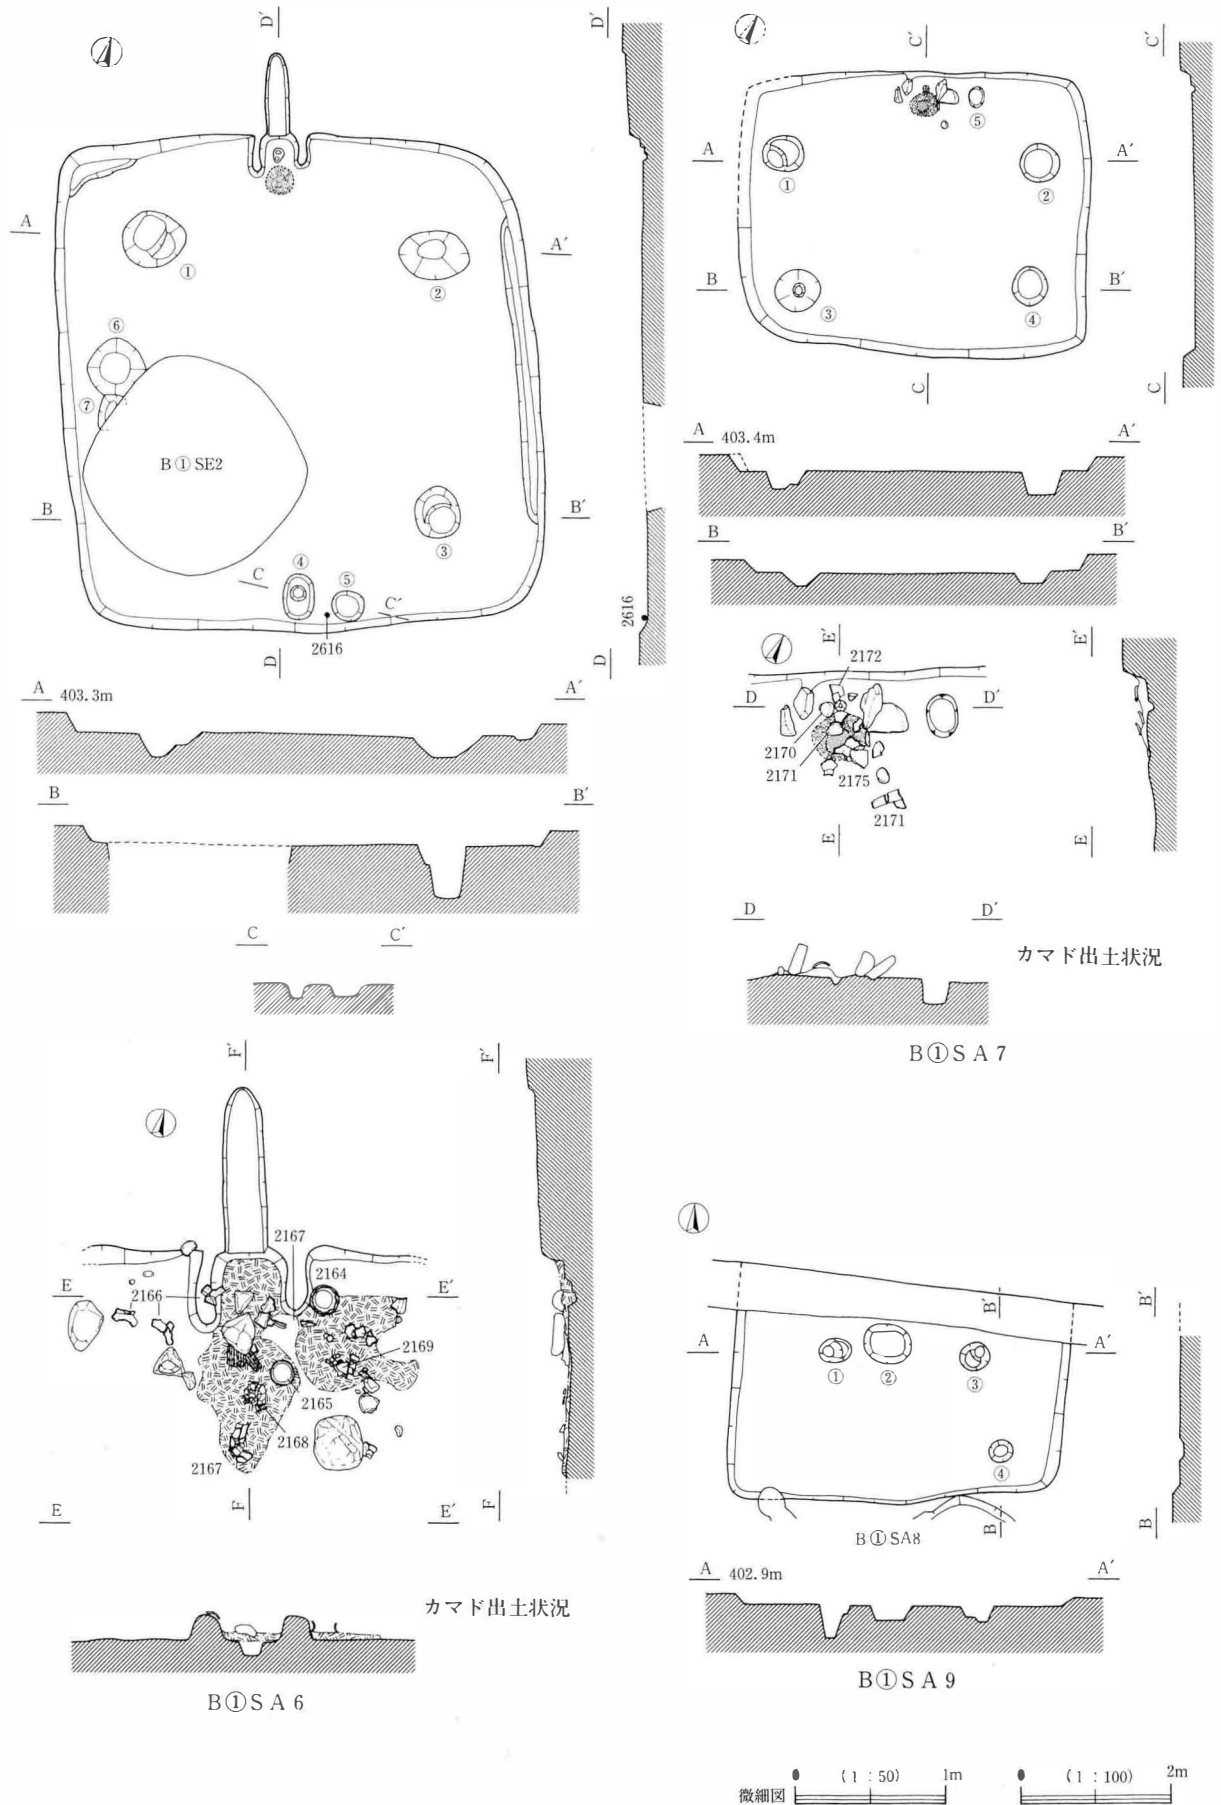 D′
D′
A
A′
①
②
⑥
⑦
B①SE2
B
B′
③
④
⑤
C
C′
2616
2616
D
D
A 403.3m A′
B B′
C C′
C′
C′
⑤
A
A′
①
②
B
B′
③
④
C
C
A 403.4m A′
B B′
E′
E′
2172
D
D′
2170
2171
2175
2171
E
E
D D′
カマド出土状況
B①SA7
F′
F′
2167
2164
E
2166
E′
2169
2165
2168
2167
F
F
E E′
カマド出土状況
B①SA6
B′
B′
A
A′
①
②
③
④
B
B
B①SA8
A 402.9m A′
B①SA9
微細図 0 (1:50) 1m
0 (1:100) 2m